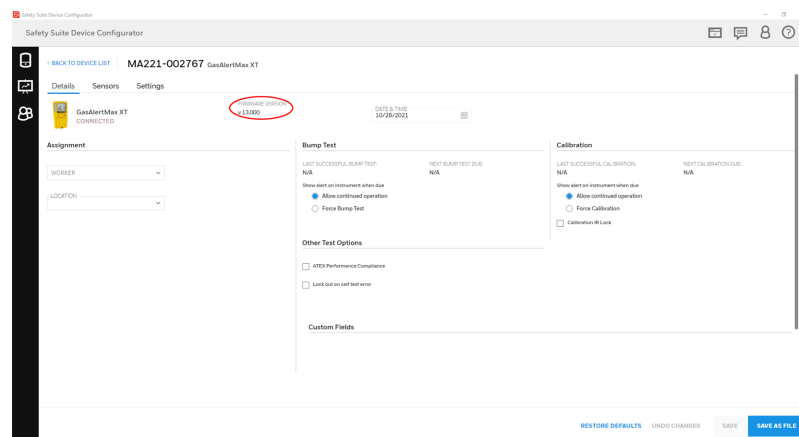 Safety Suite Device Configurator
Safety Suite Device Configurator
< BACK TO DEVICE LIST MA221-002767 GasAlertMax XT
Details Sensors Settings
GasAlertMax XT
CONNECTED
FIRMWARE VERSION
v 13.000
DATE & TIME
10/28/2021
Assignment
WORKER
LOCATION
Bump Test
LAST SUCCESSFUL BUMP TEST: NEXT BUMP TEST DUE:
N/A N/A
Show alert on instrument when due
Allow continued operation
Force Bump Test
Other Test Options
ATEX Performance Compliance
Lock out on self test error
Custom Fields
Calibration
LAST SUCCESSFUL CALIBRATION: NEXT CALIBRATION DUE:
N/A N/A
Show alert on instrument when due
Allow continued operation
Force Calibration
Calibration IR Lock
RESTORE DEFAULTS UNDO CHANGES SAVE SAVE AS FILE